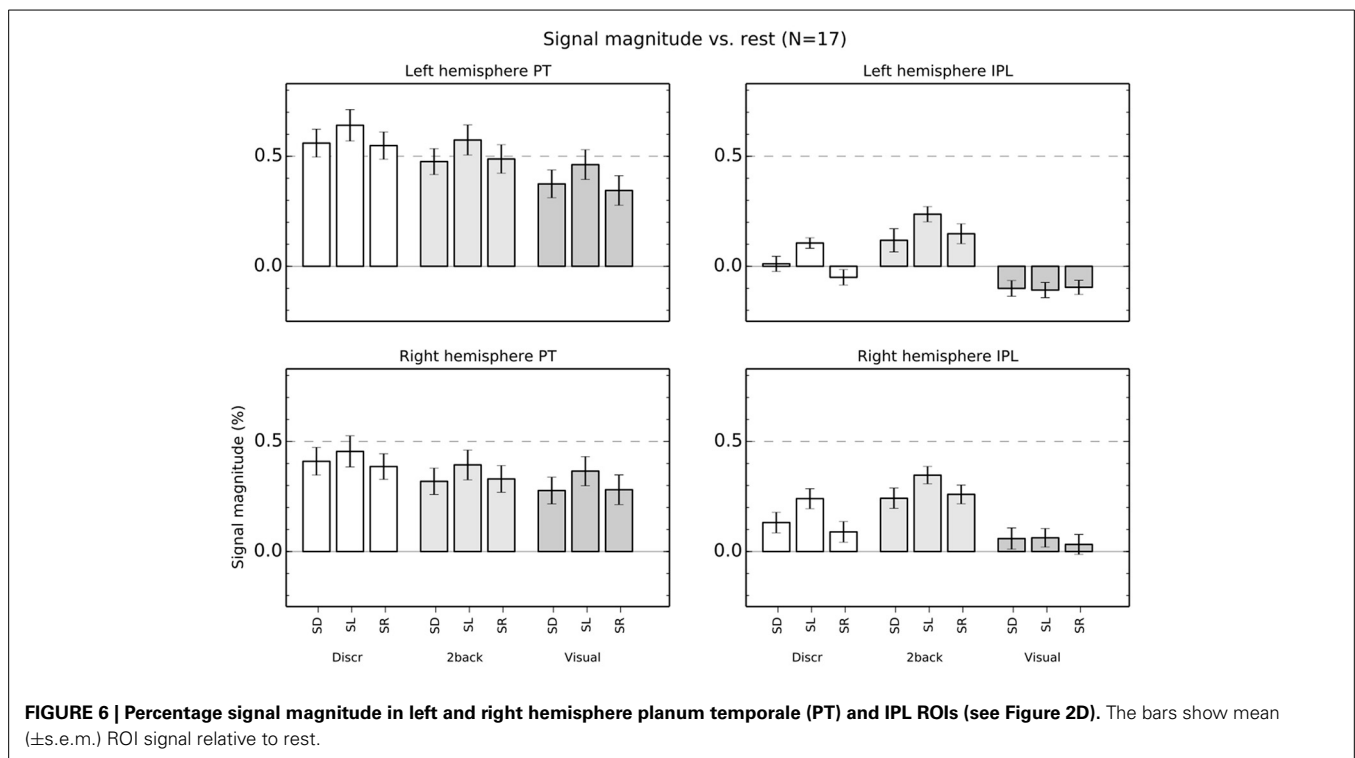 Signal magnitude vs. rest (N=17)
Left hemisphere PT
0.5
0.0
Left hemisphere IPL
0.5
0.0
Right hemisphere PT
Signal magnitude (%)
0.5
0.0
SD SL SR SD SL SR SD SL SR
Discr 2back Visual
Right hemisphere IPL
0.5
0.0
SD SL SR SD SL SR SD SL SR
Discr 2back Visual
FIGURE 6 | Percentage signal magnitude in left and right hemisphere planum temporale (PT) and IPL ROIs (see Figure 2D). The bars show mean
(±s.e.m.) ROI signal relative to rest.